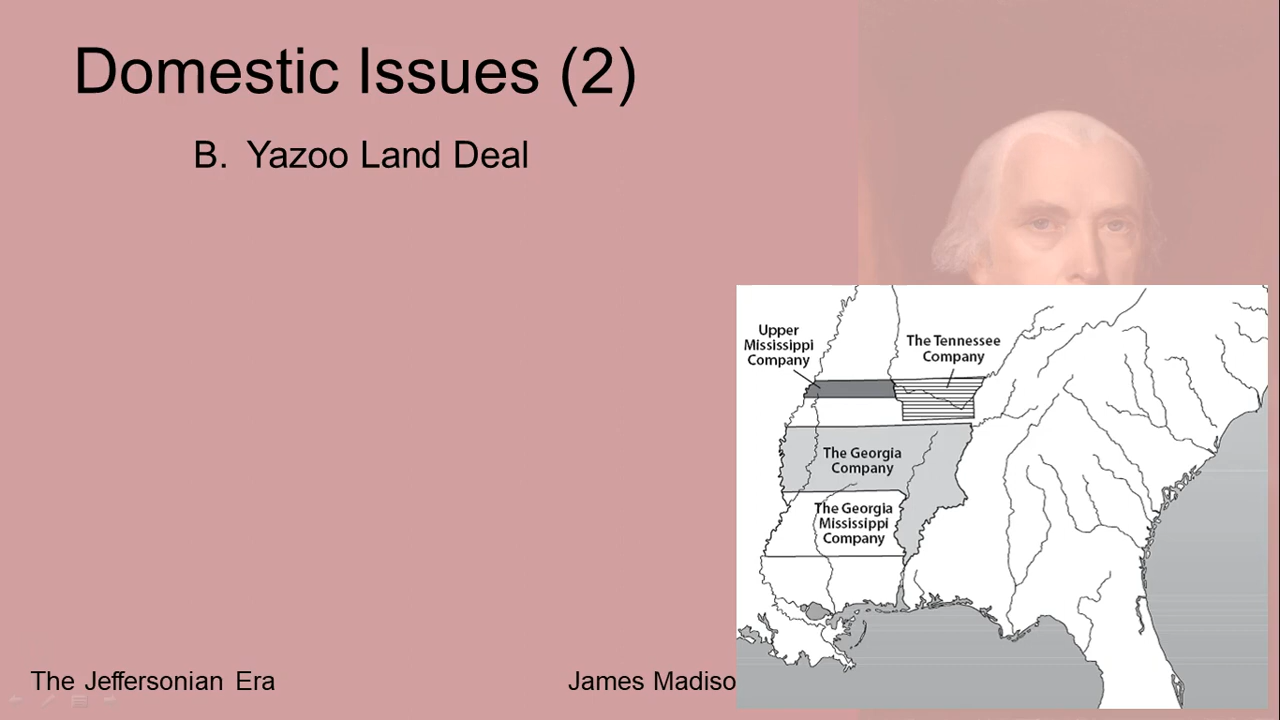 Domestic Issues (2)
B. Yazoo Land Deal
Upper
Mississippi
Company
The Tennessee
Company
The Georgia
Company
The Georgia
Mississippi
Company
The Jeffersonian Era
James Madiso